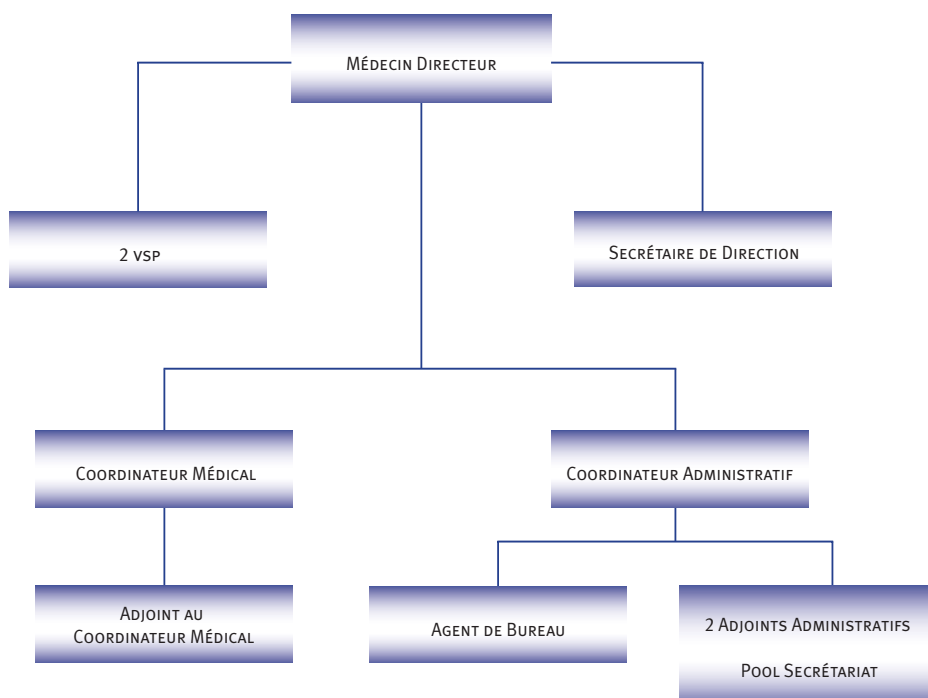 Médecin Directeur
2 vsp
Secrétaire de Direction
Coordinateur Médical
Coordinateur Administratif
Adjoint au
Coordinateur Médical
Agent de Bureau
2 Adjoints Administratifs
Pool Secrétariat